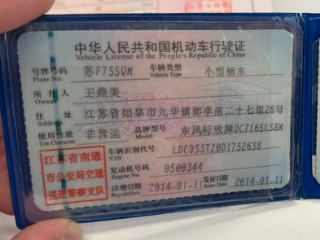 中华人民共和国机动车行驶证
Vehicle License of the People's Republic of China
号牌号码 苏F755QM 车辆类型 小型轿车
Plate No. Vehicle Type
所有人 王燕美
Owner
住址 江苏省如皋市九华镇郭李居二十七组26号
Address
使用性质 非营运 品牌型号 东风标致牌DC7165LSBM
Use Character Model
江苏省南通市公安局交通巡逻警察支队
车辆识别代号 LDC953T20D1752638
VIN
发动机号码 0500344
Engine No.
注册日期 2014-01-11 发证日期 2014-01-11
Register Date Issue Date